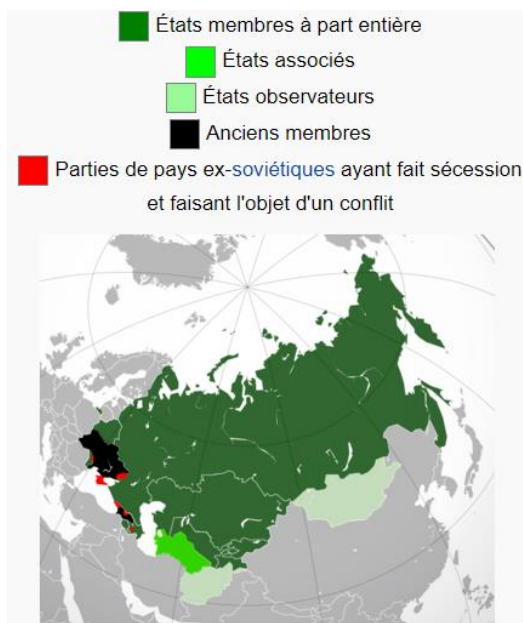 États membres à part entière
États associés
États observateurs
Anciens membres
Parties de pays ex-soviétiques ayant fait sécession
et faisant l'objet d'un conflit